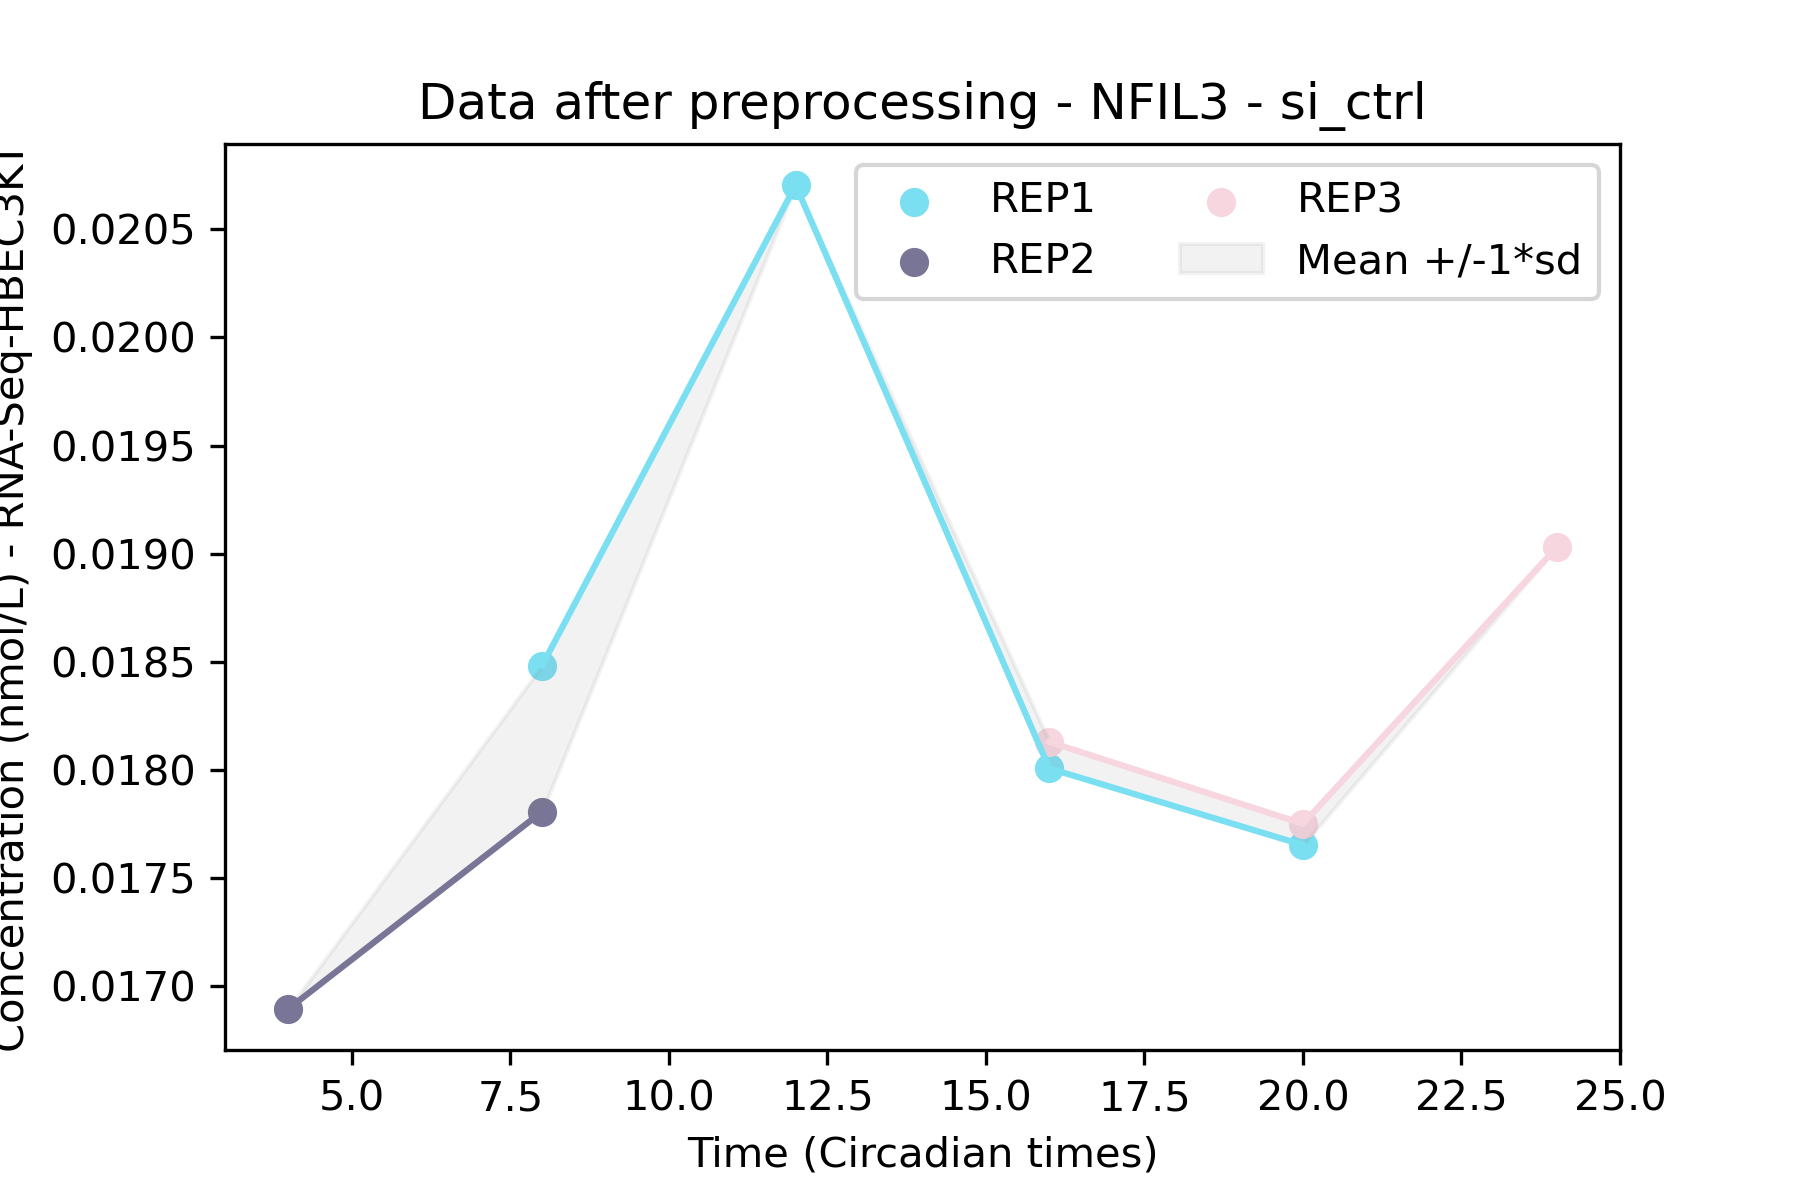 Data after preprocessing - NFIL3 - si_ctrl
Concentration (nmol/L) - RNA-Seq-HBEC3KT
0.0205
0.0200
0.0195
0.0190
0.0185
0.0180
0.0175
0.0170
REP1
REP2
REP3
Mean +/-1*sd
5.0 7.5 10.0 12.5 15.0 17.5 20.0 22.5 25.0
Time (Circadian times)